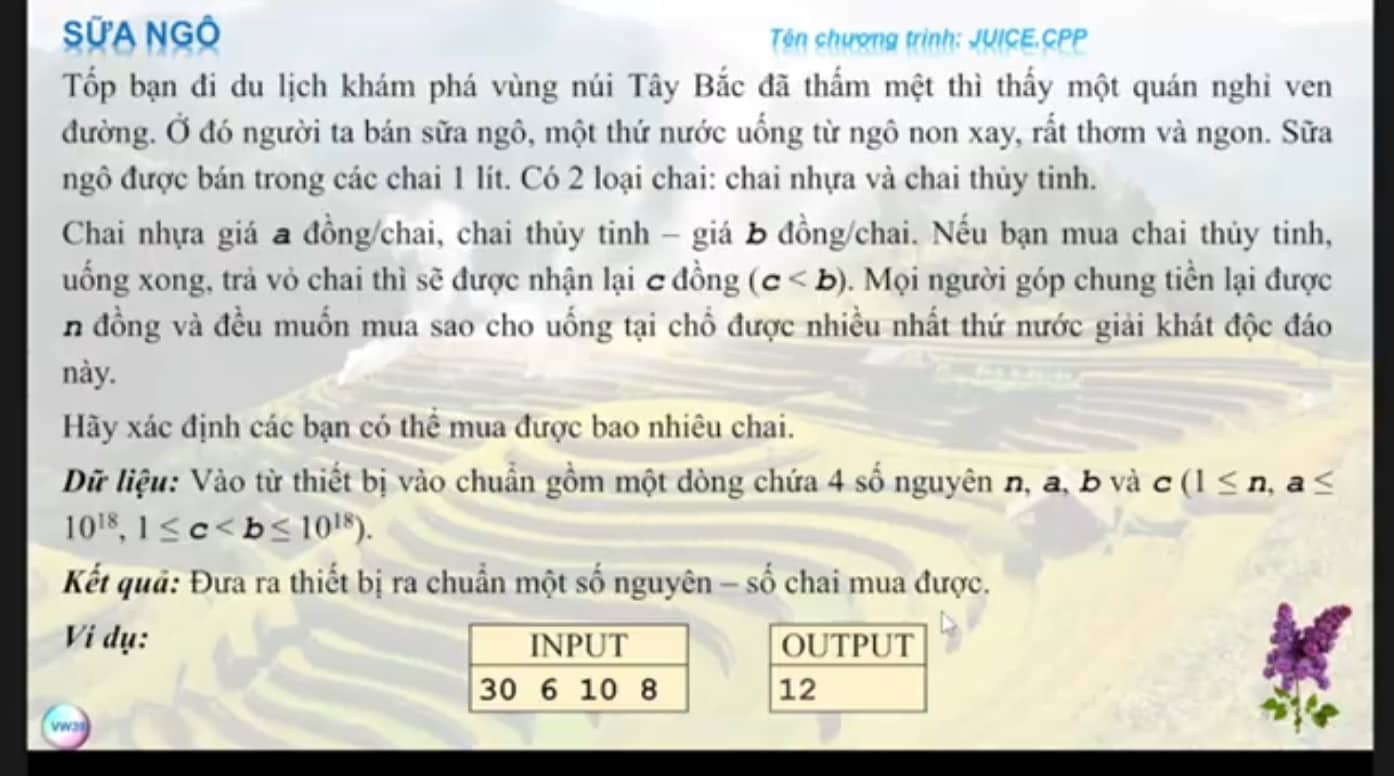 SỮA NGÔ
Tên chương trình: JUICE.CPP
Tốp bạn đi du lịch khám phá vùng núi Tây Bắc đã thấm mệt thì thấy một quán nghỉ ven
đường. Ở đó người ta bán sữa ngô, một thứ nước uống từ ngô non xay, rất thơm và ngon. Sữa
ngô được bán trong các chai 1 lít. Có 2 loại chai: chai nhựa và chai thủy tinh.
Chai nhựa giá a đồng/chai, chai thủy tinh – giá b đồng/chai. Nếu bạn mua chai thủy tinh,
uống xong, trả vỏ chai thì sẽ được nhận lại c đồng (c < b). Mọi người góp chung tiền lại được
n đồng và đều muốn mua sao cho uống tại chỗ được nhiều nhất thứ nước giải khát độc đáo
này.
Hãy xác định các bạn có thể mua được bao nhiêu chai.
Dữ liệu: Vào từ thiết bị vào chuẩn gồm một dòng chứa 4 số nguyên n, a, b và c (1 ≤ n, a ≤
10¹⁸, 1 ≤ c < b ≤ 10¹⁸).
Kết quả: Đưa ra thiết bị ra chuẩn một số nguyên – số chai mua được.
Ví dụ:
INPUT
30 6 10 8
OUTPUT
12